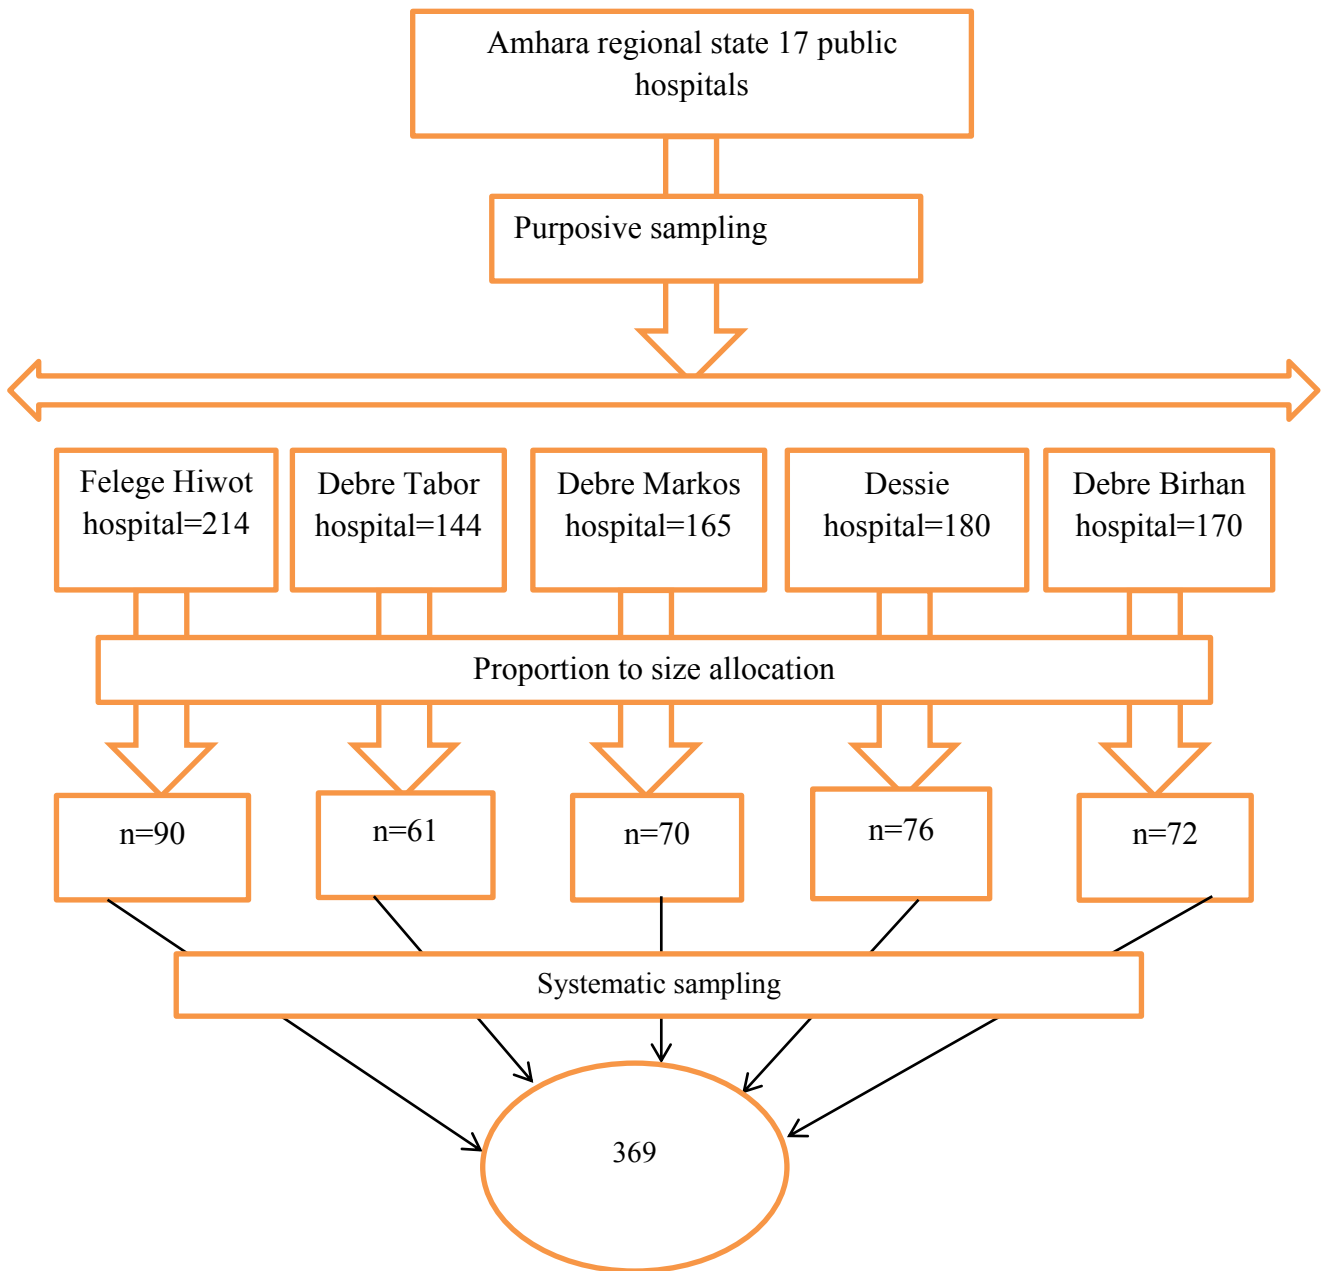 Amhara regional state 17 public
hospitals
Purposive sampling
Felege Hiwot
hospital=214
Debre Tabor
hospital=144
Debre Markos
hospital=165
Dessie
hospital=180
Debre Birhan
hospital=170
Proportion to size allocation
n=90
n=61
n=70
n=76
n=72
Systematic sampling
369